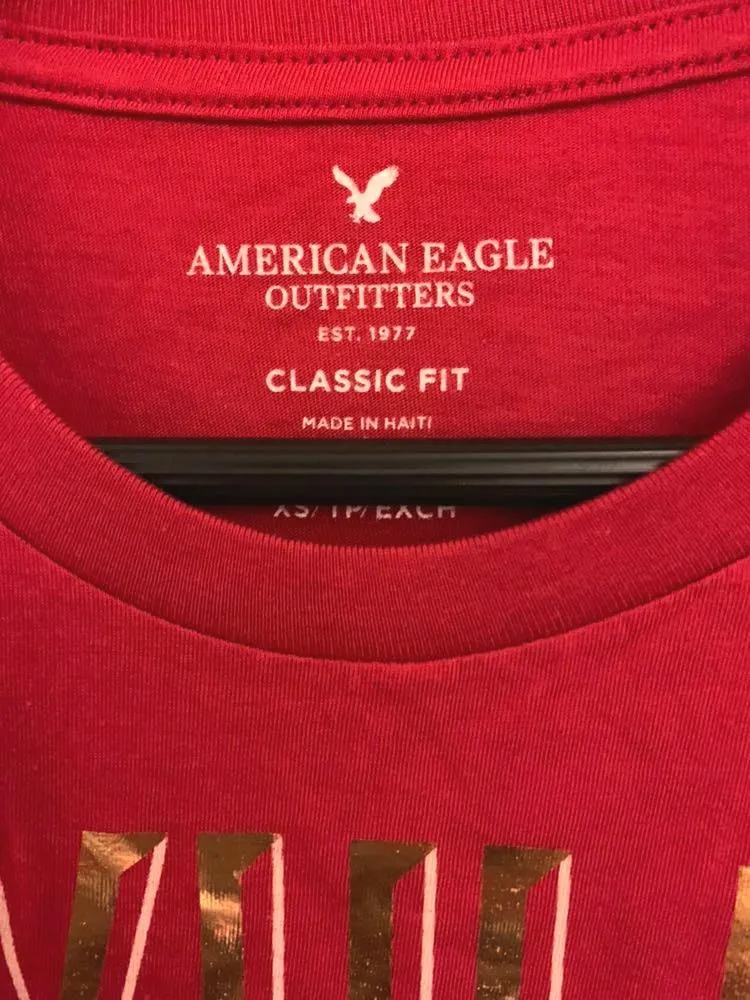 AMERICAN EAGLE
OUTFITTERS
EST. 1977
CLASSIC FIT
MADE IN HAITI
XS/TP/EXCH